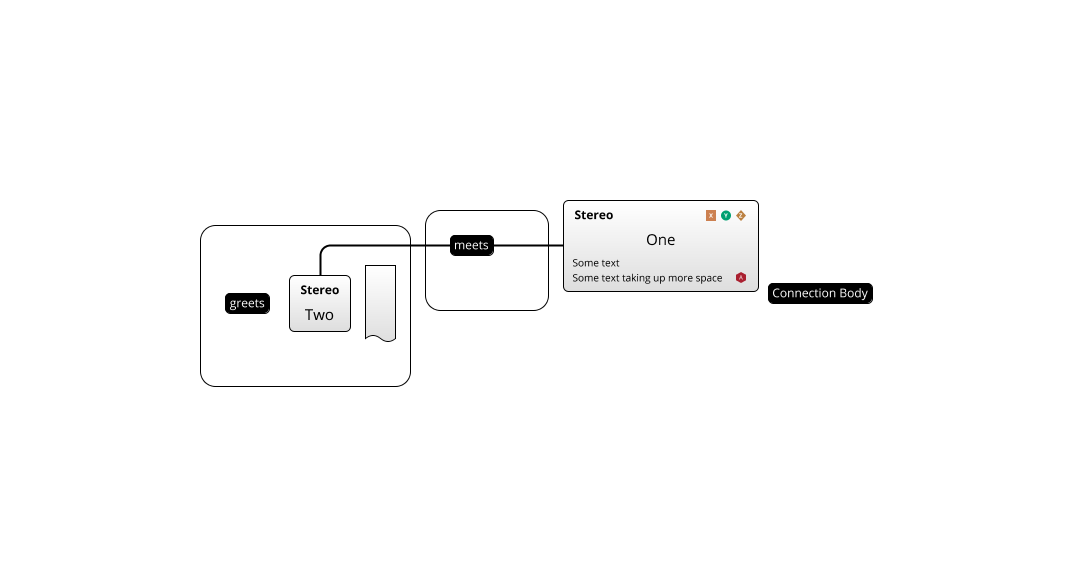 Stereo X Y Z
One
Some text
Some text taking up more space A
meets
greets
Stereo
Two
Connection Body